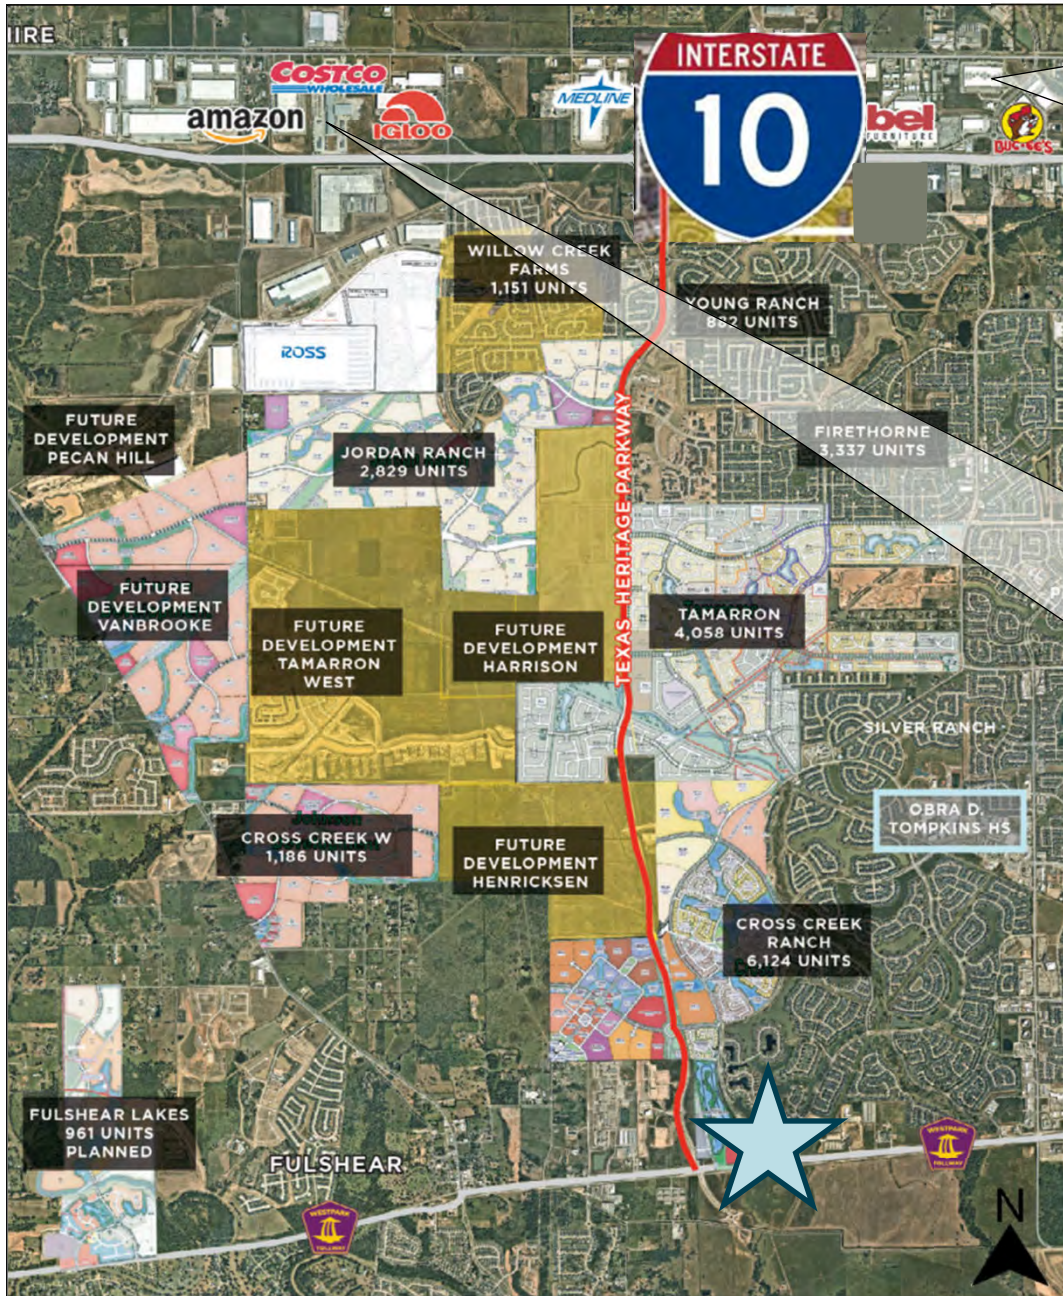 IIRE
COSTCO
WHOLESALE
amazon
IGLOO
MEDLINE
INTERSTATE
10
bel
FURNITURE
BUC-EE'S
WILLOW CREEK
FARMS
1,151 UNITS
YOUNG RANCH
882 UNITS
ROSS
FUTURE
DEVELOPMENT
PECAN HILL
JORDAN RANCH
2,829 UNITS
FIRETHORNE
3,337 UNITS
TEXAS HERITAGE PARKWAY
FUTURE
DEVELOPMENT
VANBROOKE
FUTURE
DEVELOPMENT
TAMARRON
WEST
FUTURE
DEVELOPMENT
HARRISON
TAMARRON
4,058 UNITS
SILVER RANCH
OBRA D.
TOMPKINS HS
CROSS CREEK W
1,186 UNITS
FUTURE
DEVELOPMENT
HENRICKSEN
CROSS CREEK
RANCH
6,124 UNITS
FULSHEAR LAKES
961 UNITS
PLANNED
FULSHEAR
WESTPARK
TOLLWAY
WESTPARK
TOLLWAY
N